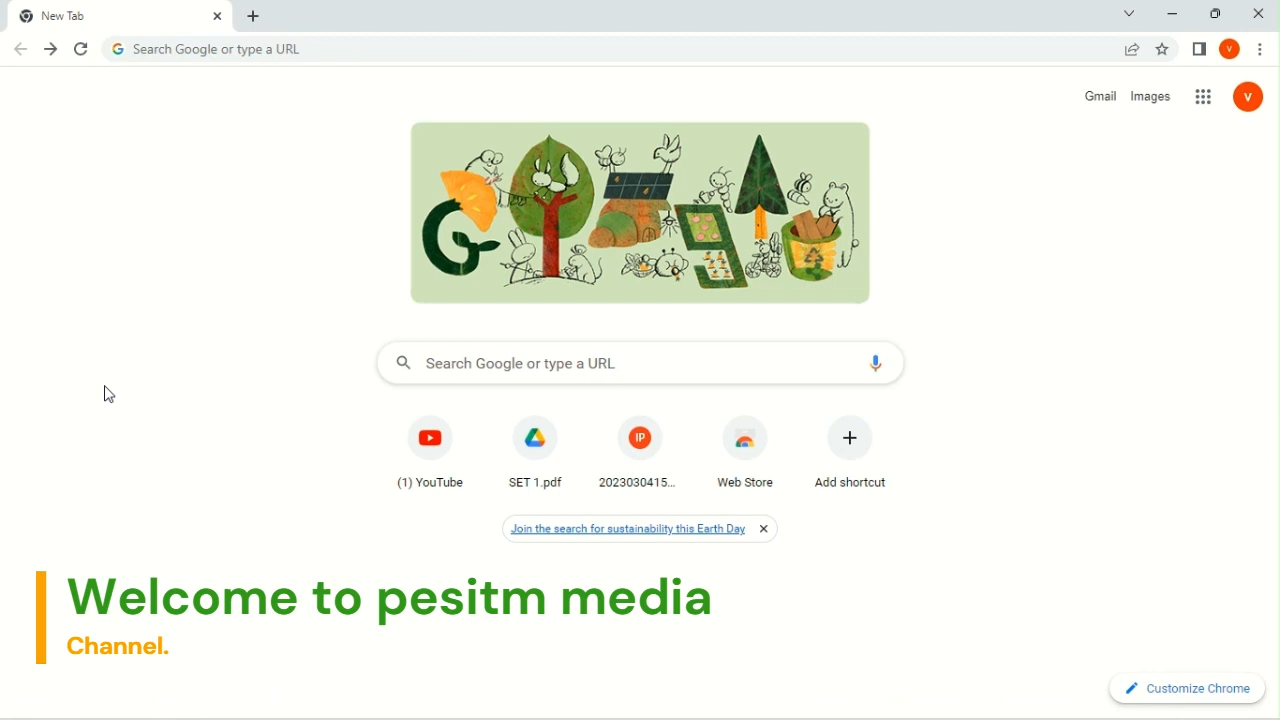 New Tab
Search Google or type a URL
V
Gmail Images
V
Search Google or type a URL
(1) YouTube
SET 1.pdf
IP
2023030415...
Web Store
Add shortcut
Join the search for sustainability this Earth Day
Welcome to pesitm media
Channel.
Customize Chrome